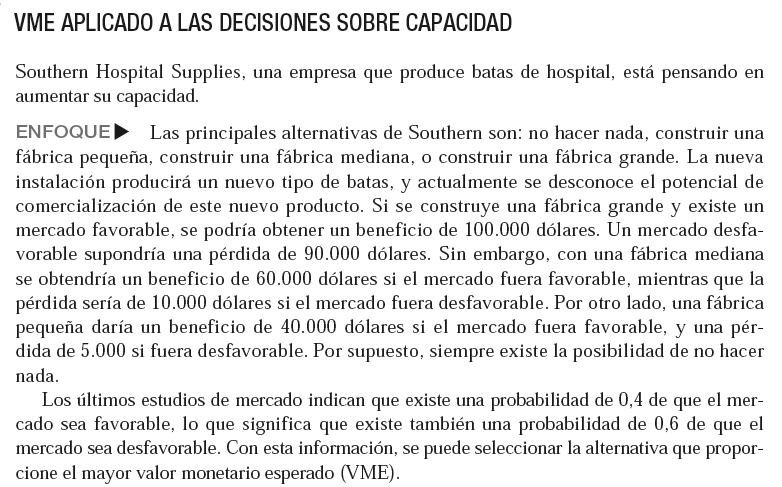 VME APLICADO A LAS DECISIONES SOBRE CAPACIDAD
Southern Hospital Supplies, una empresa que produce batas de hospital, está pensando en
aumentar su capacidad.
ENFOQUE▶ Las principales alternativas de Southern son: no hacer nada, construir una
fábrica pequeña, construir una fábrica mediana, o construir una fábrica grande. La nueva
instalación producirá un nuevo tipo de batas, y actualmente se desconoce el potencial de
comercialización de este nuevo producto. Si se construye una fábrica grande y existe un
mercado favorable, se podría obtener un beneficio de 100.000 dólares. Un mercado desfa-
vorable supondría una pérdida de 90.000 dólares. Sin embargo, con una fábrica mediana
se obtendría un beneficio de 60.000 dólares si el mercado fuera favorable, mientras que la
pérdida sería de 10.000 dólares si el mercado fuera desfavorable. Por otro lado, una fábrica
pequeña daría un beneficio de 40.000 dólares si el mercado fuera favorable, y una pér-
dida de 5.000 si fuera desfavorable. Por supuesto, siempre existe la posibilidad de no hacer
nada.
Los últimos estudios de mercado indican que existe una probabilidad de 0,4 de que el mer-
cado sea favorable, lo que significa que existe también una probabilidad de 0,6 de que el
mercado sea desfavorable. Con esta información, se puede seleccionar la alternativa que propor-
cione el mayor valor monetario esperado (VME).